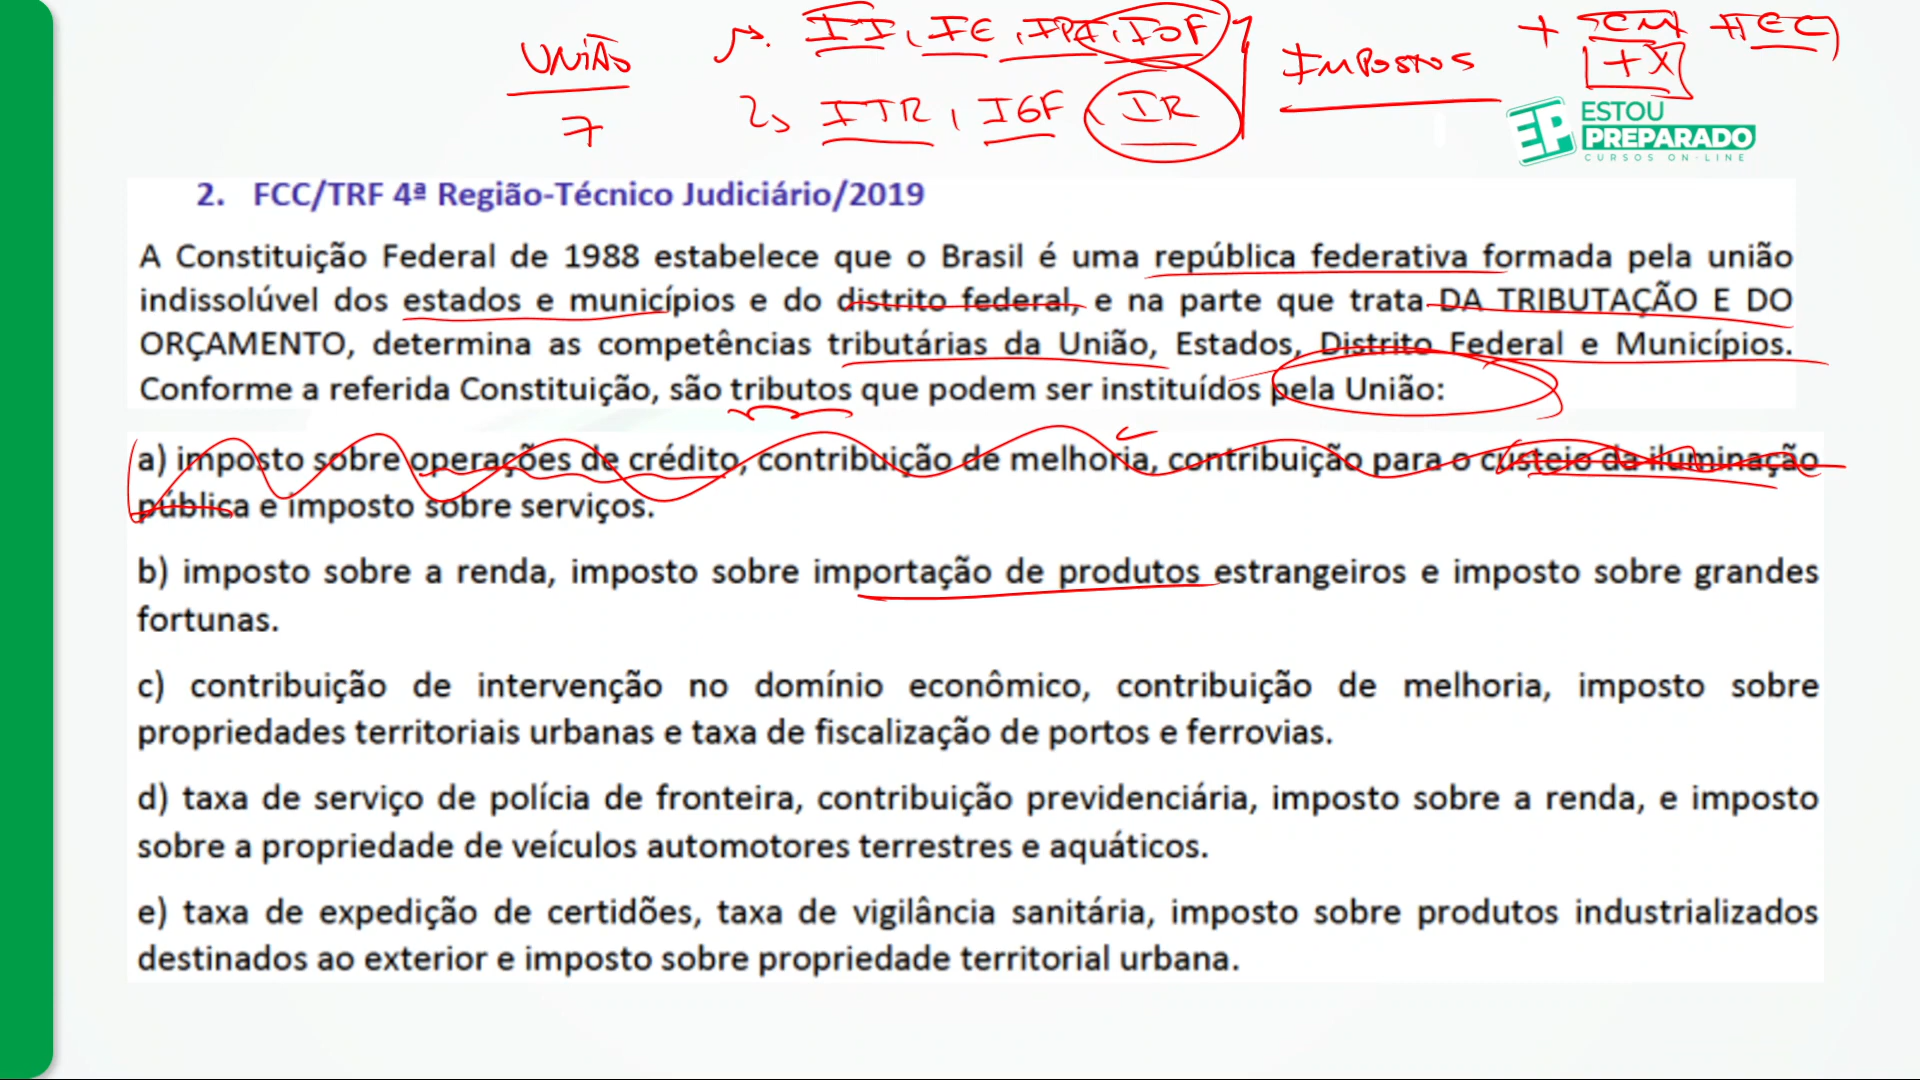 UNIÃO
7
1). II, IE, IPI, IOF
2) ITR, IGF, IR
IMPOSTOS
+
+X
EP ESTOU
PREPARADO
CURSOS ON-LINE
2. FCC/TRF 4ª Região-Técnico Judiciário/2019
A Constituição Federal de 1988 estabelece que o Brasil é uma república federativa formada pela união
indissolúvel dos estados e municípios e do distrito federal, e na parte que trata DA TRIBUTAÇÃO E DO
ORÇAMENTO, determina as competências tributárias da União, Estados, Distrito Federal e Municípios.
Conforme a referida Constituição, são tributos que podem ser instituídos pela União:
a) imposto sobre operações de crédito, contribuição de melhoria, contribuição para o custeio da iluminação
pública e imposto sobre serviços.
b) imposto sobre a renda, imposto sobre importação de produtos estrangeiros e imposto sobre grandes
fortunas.
c) contribuição de intervenção no domínio econômico, contribuição de melhoria, imposto sobre
propriedades territoriais urbanas e taxa de fiscalização de portos e ferrovias.
d) taxa de serviço de polícia de fronteira, contribuição previdenciária, imposto sobre a renda, e imposto
sobre a propriedade de veículos automotores terrestres e aquáticos.
e) taxa de expedição de certidões, taxa de vigilância sanitária, imposto sobre produtos industrializados
destinados ao exterior e imposto sobre propriedade territorial urbana.